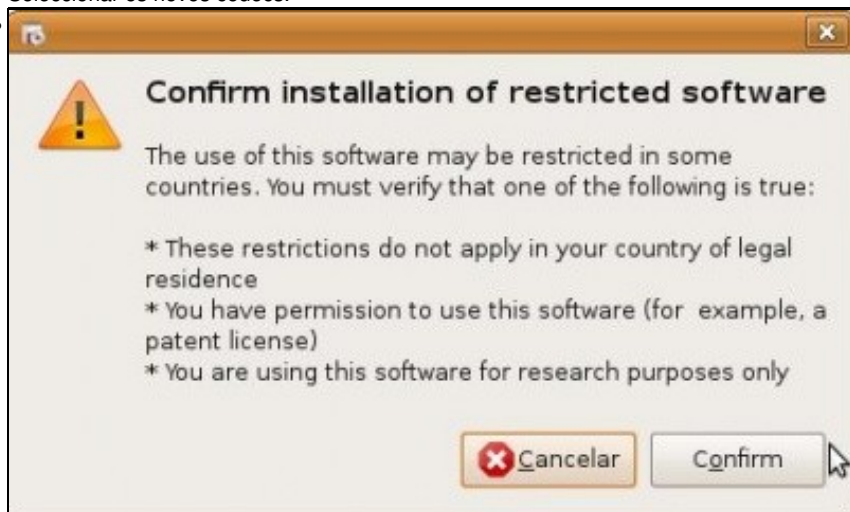 Confirm installation of restricted software
The use of this software may be restricted in some
countries. You must verify that one of the following is true:
* These restrictions do not apply in your country of legal
residence
* You have permission to use this software (for example, a
patent license)
* You are using this software for research purposes only
Cancelar Confirm